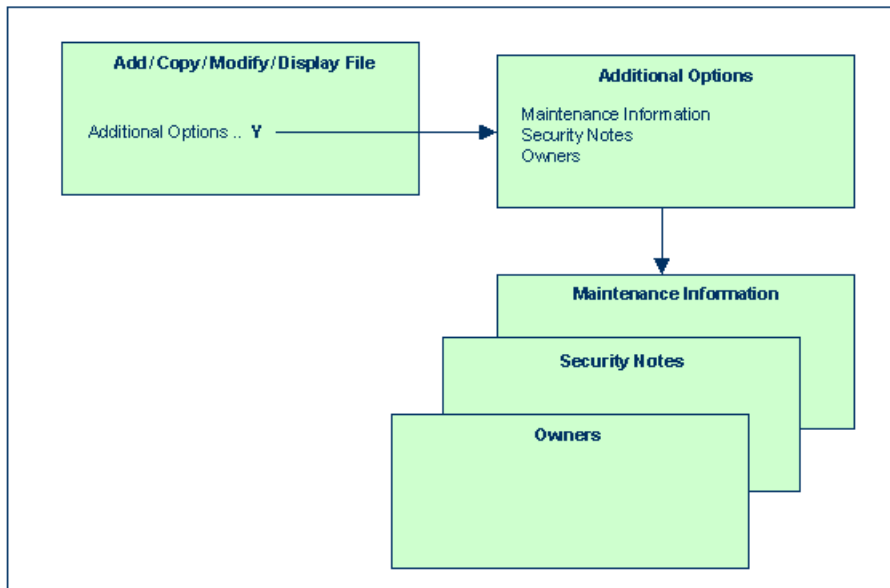 Add/Copy/Modify/Display File
Additional Options .. Y
Additional Options
Maintenance Information
Security Notes
Owners
Maintenance Information
Security Notes
Owners